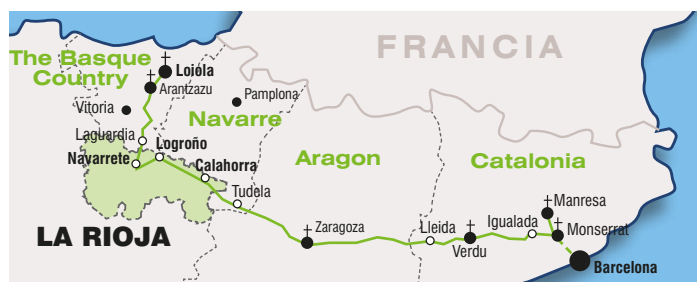 FRANCIA
The Basque
Country
Loiola
Arantzazu
Vitoria
Pamplona
Navarre
Laguardia
Logroño
Navarrete
Calahorra
Tudela
Aragon
Catalonia
LA RIOJA
Zaragoza
Lleida
Verdu
Igualada
Manresa
Monserrat
Barcelona